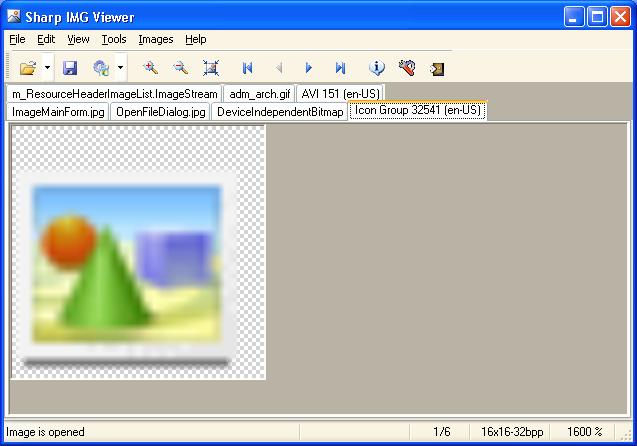 Sharp IMG Viewer
File Edit View Tools Images Help
m_ResourceHeaderImageList.ImageStream adm_arch.gif AVI 151 (en-US)
ImageMainForm.jpg OpenFileDialog.jpg DeviceIndependentBitmap Icon Group 32541 (en-US)
Image is opened 1/6 16x16-32bpp 1600 %